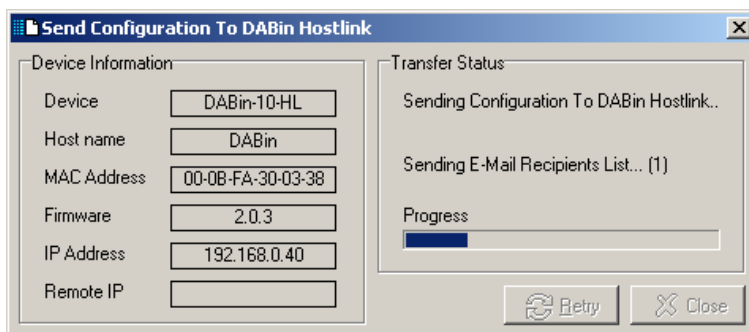 Send Configuration To DABin Hostlink
Device Information
Device DABin-10-HL
Host name DABin
MAC Address 00-0B-FA-30-03-38
Firmware 2.0.3
IP Address 192.168.0.40
Remote IP
Transfer Status
Sending Configuration To DABin Hostlink..
Sending E-Mail Recipients List... (1)
Progress
Retry
Close